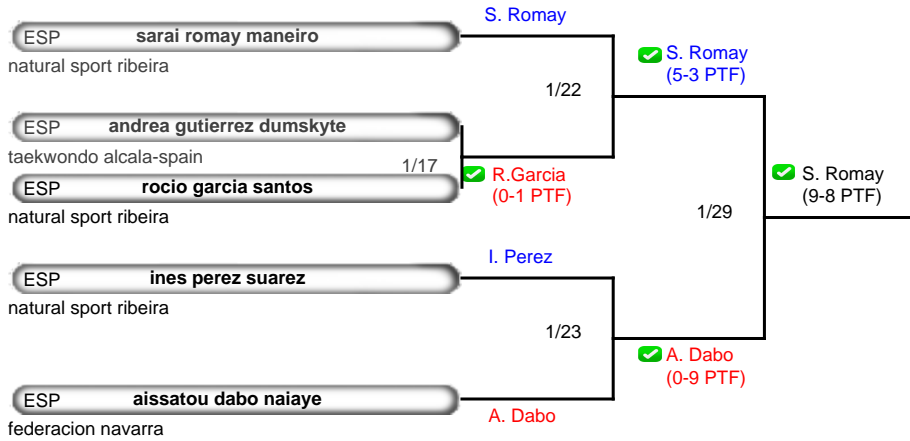 S. Romay
ESP sarai romay maneiro
natural sport ribeira
S. Romay
(5-3 PTF)
1/22
ESP andrea gutierrez dumskyte
taekwondo alcala-spain
1/17
R.Garcia
(0-1 PTF)
ESP rocio garcia santos
natural sport ribeira
S. Romay
(9-8 PTF)
1/29
I. Perez
ESP ines perez suarez
natural sport ribeira
1/23
A. Dabo
(0-9 PTF)
ESP aissatou dabo naiaye
A. Dabo
federacion navarra